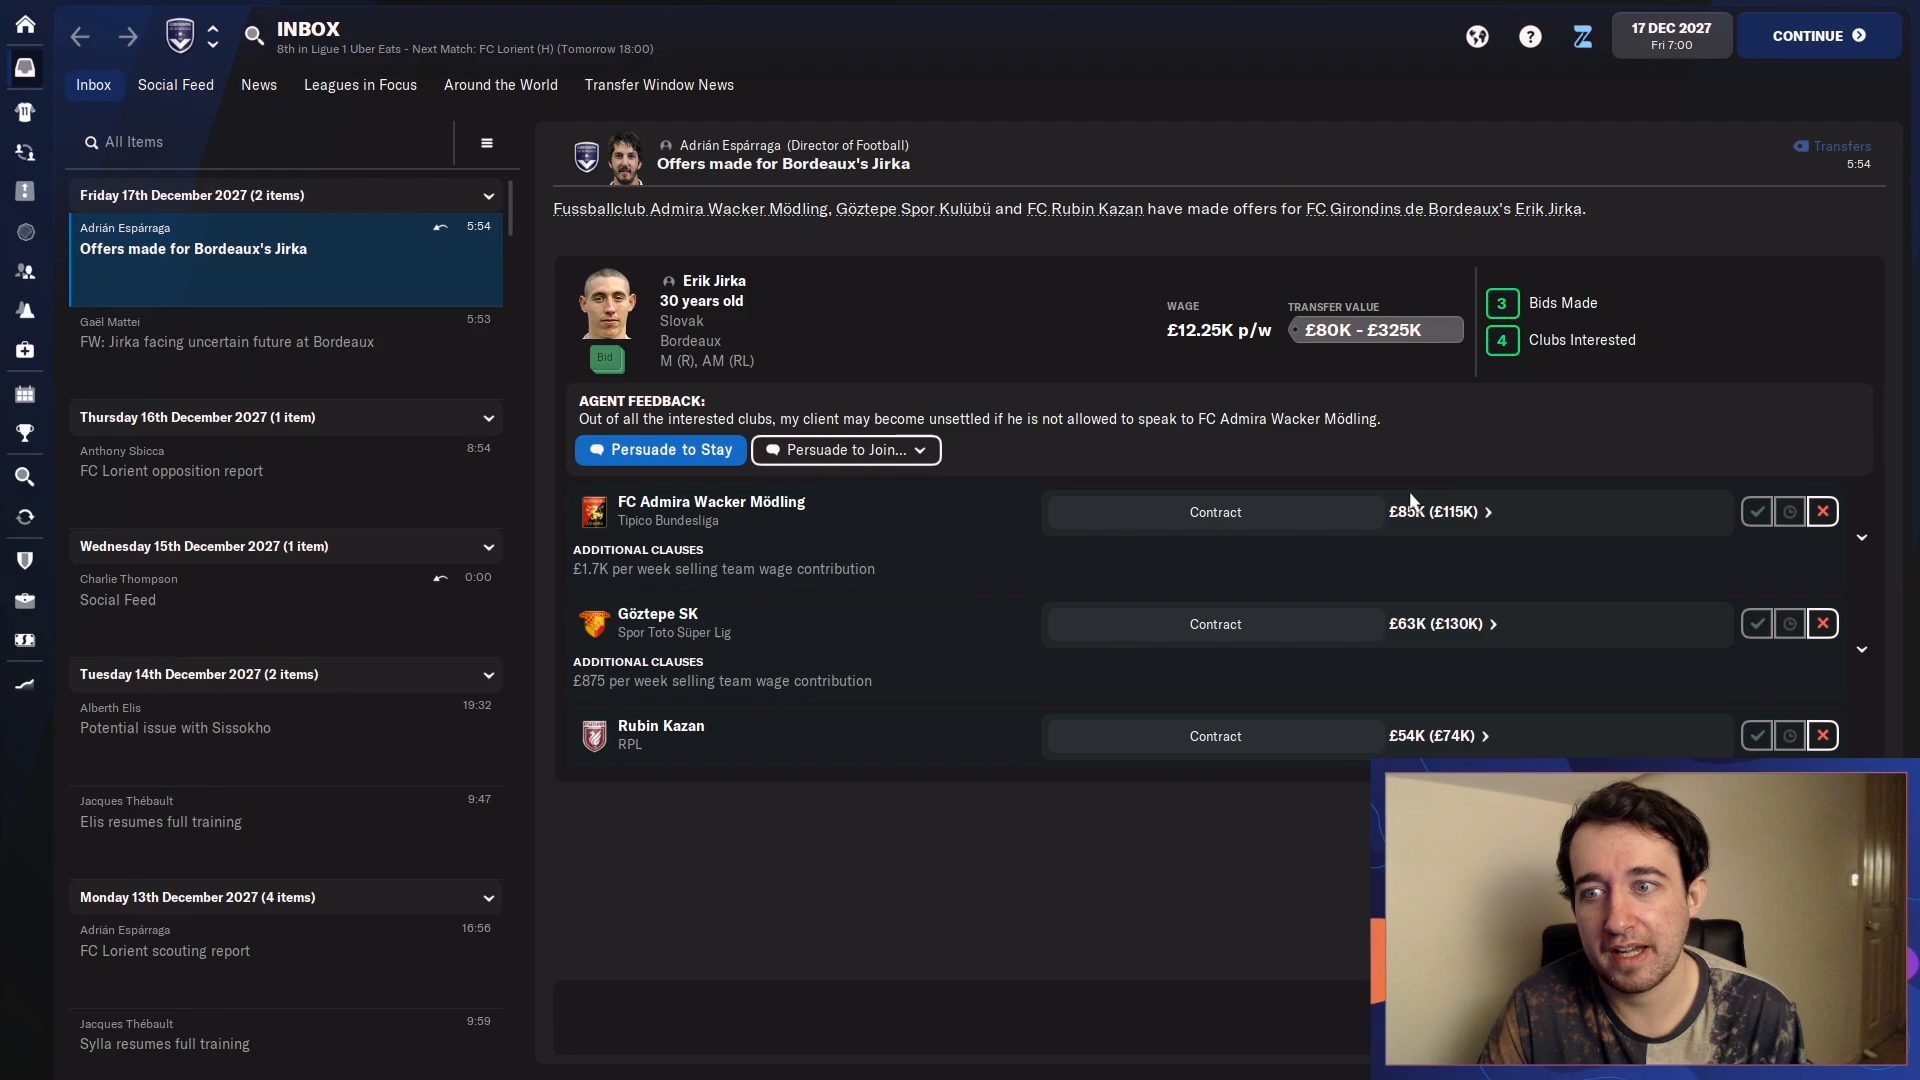 INBOX
8th in Ligue 1 Uber Eats - Next Match: FC Lorient (H) (Tomorrow 18:00)
17 DEC 2027
Fri 7:00
CONTINUE
Inbox
Social Feed
News
Leagues in Focus
Around the World
Transfer Window News
All Items
Friday 17th December 2027 (2 items)
Adrián Espárraga
5:54
Offers made for Bordeaux's Jirka
Gaël Mattei
5:53
FW: Jirka facing uncertain future at Bordeaux
Thursday 16th December 2027 (1 item)
Anthony Sbicca
8:54
FC Lorient opposition report
Wednesday 15th December 2027 (1 item)
Charlie Thompson
0:00
Social Feed
Tuesday 14th December 2027 (2 items)
Alberth Elis
19:32
Potential issue with Sissokho
Jacques Thébault
9:47
Elis resumes full training
Monday 13th December 2027 (4 items)
Adrián Espárraga
16:56
FC Lorient scouting report
Jacques Thébault
9:59
Sylla resumes full training
Adrián Espárraga (Director of Football)
Offers made for Bordeaux's Jirka
Transfers
5:54
Fussballclub Admira Wacker Mödling, Göztepe Spor Kulübü and FC Rubin Kazan have made offers for FC Girondins de Bordeaux's Erik Jirka.
Erik Jirka
30 years old
Slovak
Bordeaux
M (R), AM (RL)
Bid
WAGE
£12.25K p/w
TRANSFER VALUE
£80K - £325K
3 Bids Made
4 Clubs Interested
AGENT FEEDBACK:
Out of all the interested clubs, my client may become unsettled if he is not allowed to speak to FC Admira Wacker Mödling.
Persuade to Stay
Persuade to Join...
FC Admira Wacker Mödling
Tipico Bundesliga
Contract
£85K (£115K)
ADDITIONAL CLAUSES
£1.7K per week selling team wage contribution
Göztepe SK
Spor Toto Süper Lig
Contract
£63K (£130K)
ADDITIONAL CLAUSES
£875 per week selling team wage contribution
Rubin Kazan
RPL
Contract
£54K (£74K)